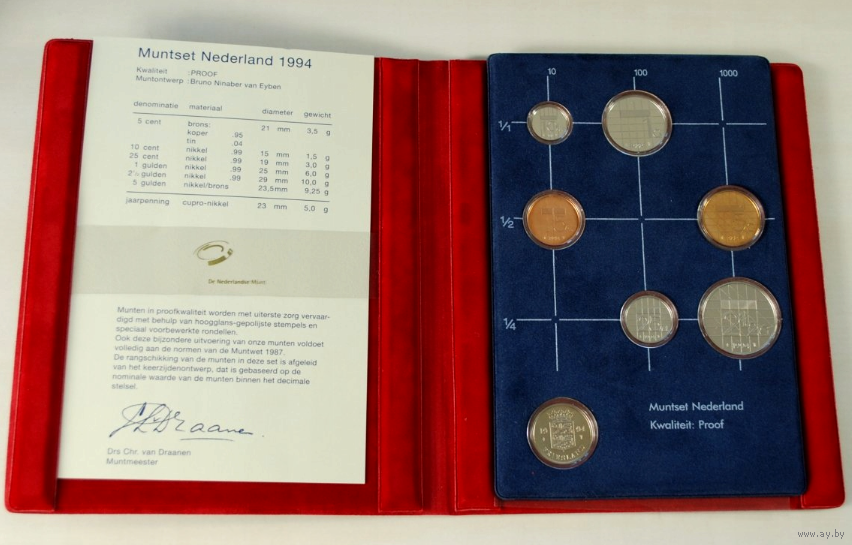 Muntset Nederland 1994
Kwaliteit : PROOF
Muntontwerp : Bruno Ninaber van Eyben
denominatie materiaal diameter gewicht
5 cent brons: 21 mm 3,5 g
koper .95
tin .04
10 cent nikkel .99 15 mm 1,5 g
25 cent nikkel .99 19 mm 3,0 g
1 gulden nikkel .99 25 mm 6,0 g
2½ gulden nikkel .99 29 mm 10,0 g
5 gulden nikkel/brons 23,5mm 9,25 g
jaarpenning cupro-nikkel 23 mm 5,0 g
De Nederlandse Munt
Munten in proofkwaliteit worden met uiterste zorg vervaar-
digd met behulp van hoogglans-gepolijste stempels en
speciaal voorbewerkte rondellen.
Ook deze bijzondere uitvoering van onze munten voldoet
volledig aan de normen van de Muntwet 1987.
De rangschikking van de munten in deze set is afgeleid
van het keerzijdenontwerp, dat is gebaseerd op de
nominale waarde van de munten binnen het decimale
stelsel.
Drs Chr. van Draanen
Muntmeester
10 100 1000
1/1
1/2
1/4
1994
19 94
NEDERLAND
Muntset Nederland
Kwaliteit: Proof
www.ay.by